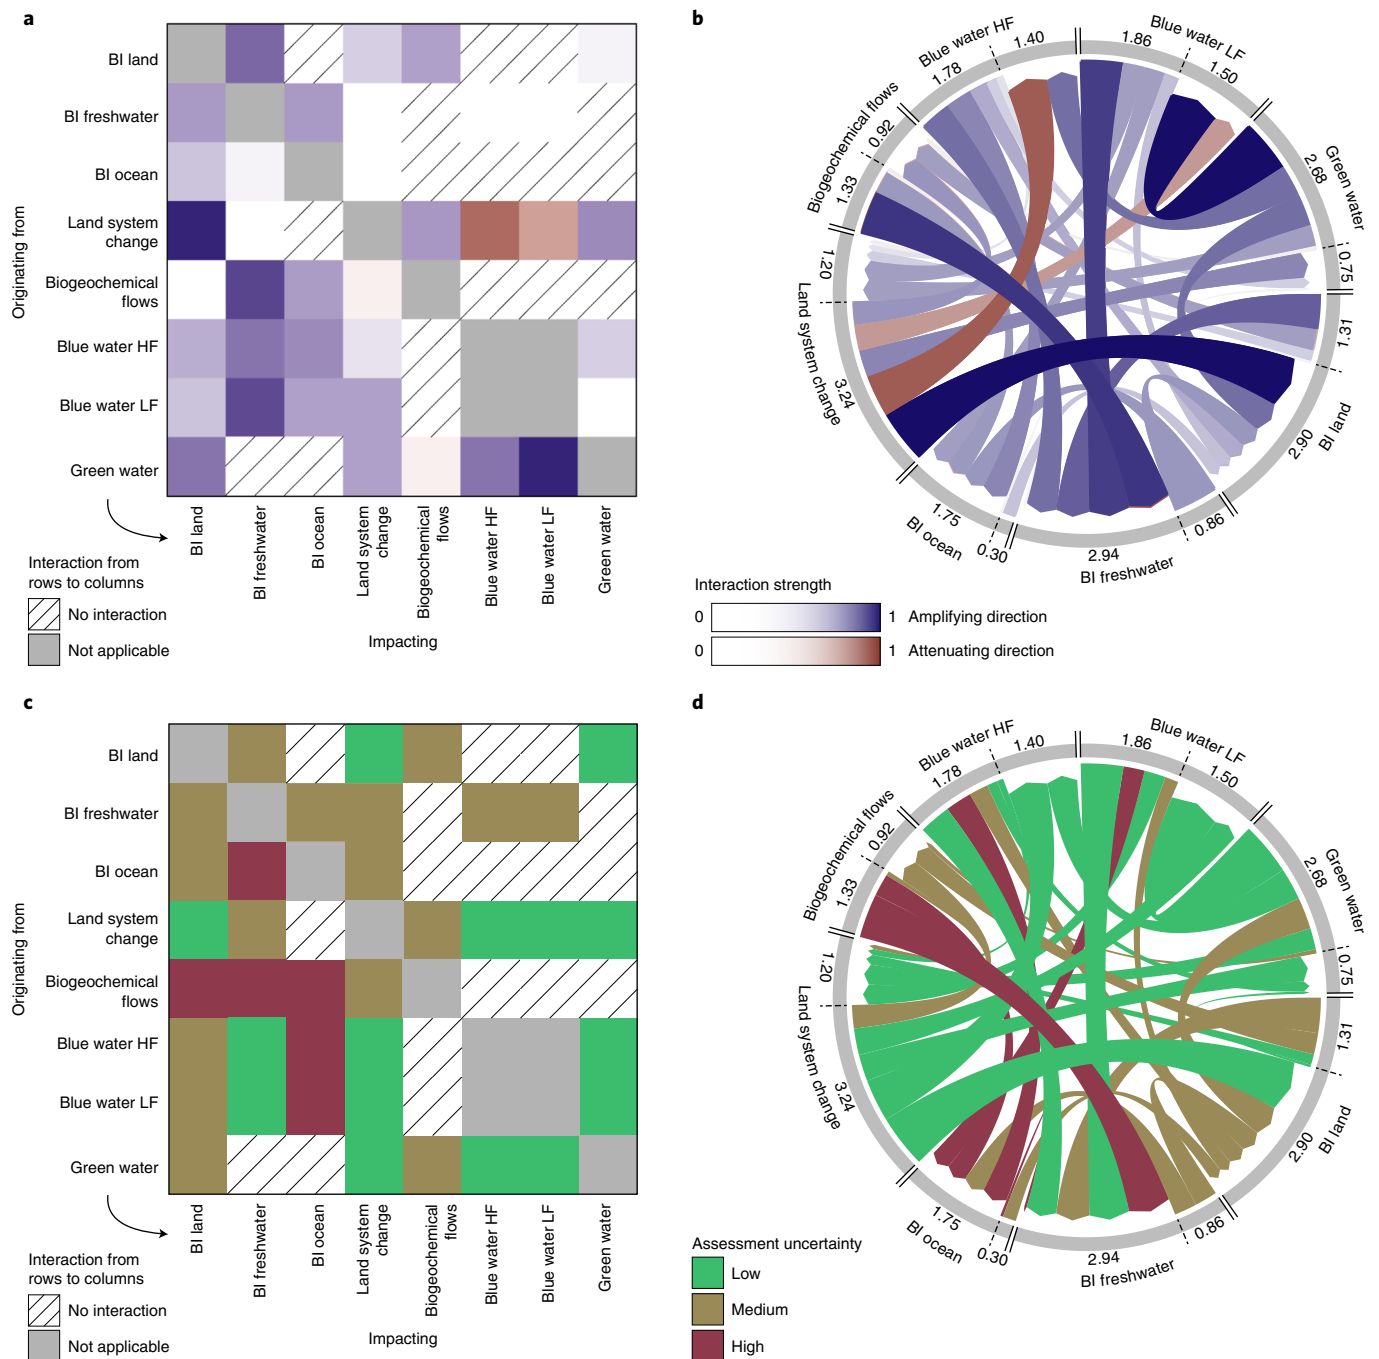 a
BI land
BI freshwater
BI ocean
Land system
change
Biogeochemical
flows
Blue water HF
Blue water LF
Green water
Originating from
BI land
BI freshwater
BI ocean
Land system
change
Biogeochemical
flows
Blue water HF
Blue water LF
Green water
Impacting
Interaction from
rows to columns
No interaction
Not applicable
b
Blue water HF
1.78
1.40
Blue water LF
1.86
1.50
Green water
2.68
0.75
BI land
1.31
2.90
BI freshwater
0.86
2.94
BI ocean
0.30
1.75
Land system change
3.24
1.20
Biogeochemical flows
1.33
0.92
Interaction strength
0
1
Amplifying direction
0
1
Attenuating direction
c
BI land
BI freshwater
BI ocean
Land system
change
Biogeochemical
flows
Blue water HF
Blue water LF
Green water
Originating from
BI land
BI freshwater
BI ocean
Land system
change
Biogeochemical
flows
Blue water HF
Blue water LF
Green water
Impacting
Interaction from
rows to columns
No interaction
Not applicable
d
Blue water HF
1.78
1.40
Blue water LF
1.86
1.50
Green water
2.68
0.75
BI land
1.31
2.90
BI freshwater
0.86
2.94
BI ocean
0.30
1.75
Land system change
3.24
1.20
Biogeochemical flows
1.33
0.92
Assessment uncertainty
Low
Medium
High